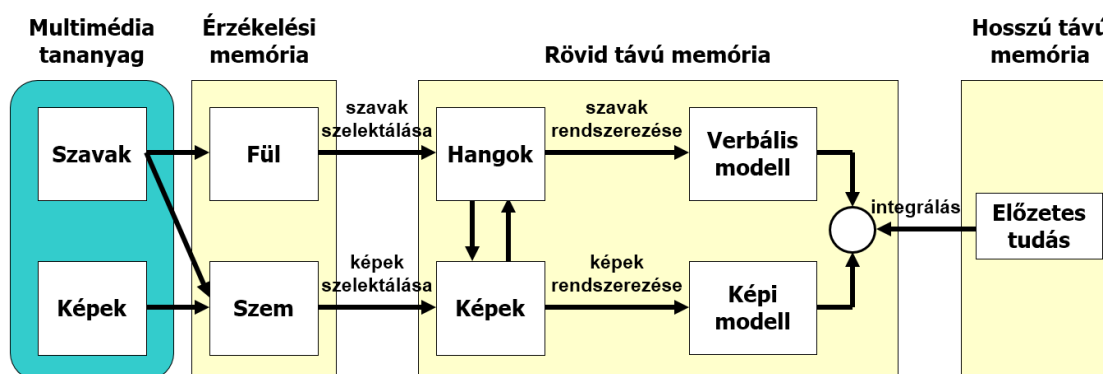 Multimédia
tananyag
Érzékelési
memória
Rövid távú memória
Hosszú távú
memória
Szavak
Fül
szavak
szelektálása
Hangok
szavak
rendszerezése
Verbális
modell
integrálás
Előzetes
tudás
Képek
Szem
képek
szelektálása
Képek
képek
rendszerezése
Képi
modell